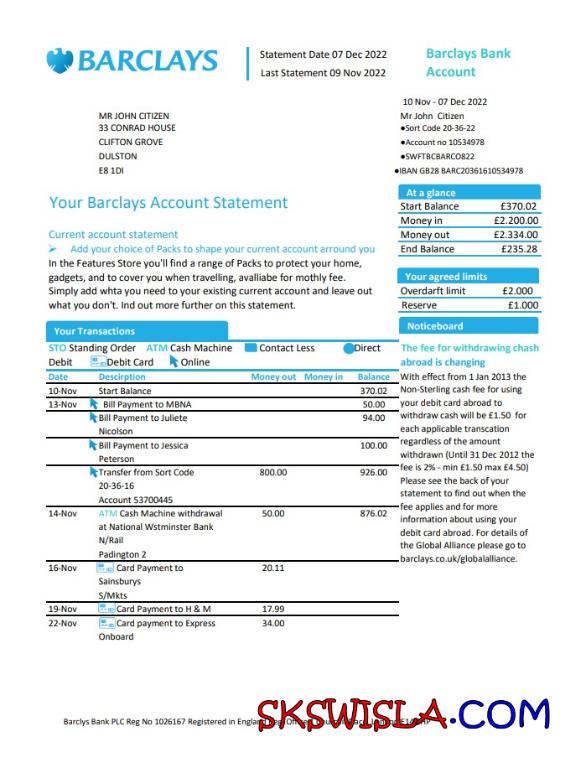 BARCLAYS
Statement Date 07 Dec 2022
Last Statement 09 Nov 2022
Barclays Bank
Account
10 Nov - 07 Dec 2022
Mr John Citizen
●Sort Code 20-36-22
●Account no 10534978
●SWFTBCBARCO822
●IBAN GB28 BARC20361610534978
MR JOHN CITIZEN
33 CONRAD HOUSE
CLIFTON GROVE
DULSTON
E8 1DI
Your Barclays Account Statement
Current account statement
Add your choice of Packs to shape your current account arround you
In the Features Store you'll find a range of Packs to protect your home,
gadgets, and to cover you when travelling, avalliabe for mothly fee.
Simply add whta you need to your existing current account and leave out
what you don't. Ind out more further on this statement.
At a glance
Start Balance £370.02
Money in £2.200.00
Money out £2.334.00
End Balance £235.28
Your agreed limits
Overdarft limit £2.000
Reserve £1.000
Noticeboard
The fee for withdrawing chash
abroad is changing
With effect from 1 Jan 2013 the
Non-Sterling cash fee for using
your debit card abroad to
withdraw cash will be £1.50 for
each applicable transcation
regardless of the amount
withdrawn (Until 31 Dec 2012 the
fee is 2% - min £1.50 max £4.50)
Please see the back of your
statement to find out when the
fee applies and for more
information about using your
debit card abroad. For details of
the Global Alliance please go to
barclays.co.uk/globalalliance.
Your Transactions
STO Standing Order ATM Cash Machine Contact Less Direct
Debit Debit Card Online
Date Descirption Money out Money in Balance
10-Nov Start Balance 370.02
13-Nov Bill Payment to MBNA 50.00
Bill Payment to Juliete 94.00
Nicolson
Bill Payment to Jessica 100.00
Peterson
Transfer from Sort Code 800.00 926.00
20-36-16
Account 53700445
14-Nov ATM Cash Machine withdrawal 50.00 876.02
at National Wstminster Bank
N/Rail
Padington 2
16-Nov Card Payment to 20.11
Sainsburys
S/Mkts
19-Nov Card Payment to H & M 17.99
22-Nov Card payment to Express 34.00
Onboard
Barclys Bank PLC Reg No 1026167 Registered in England
SKSWISLA.COM